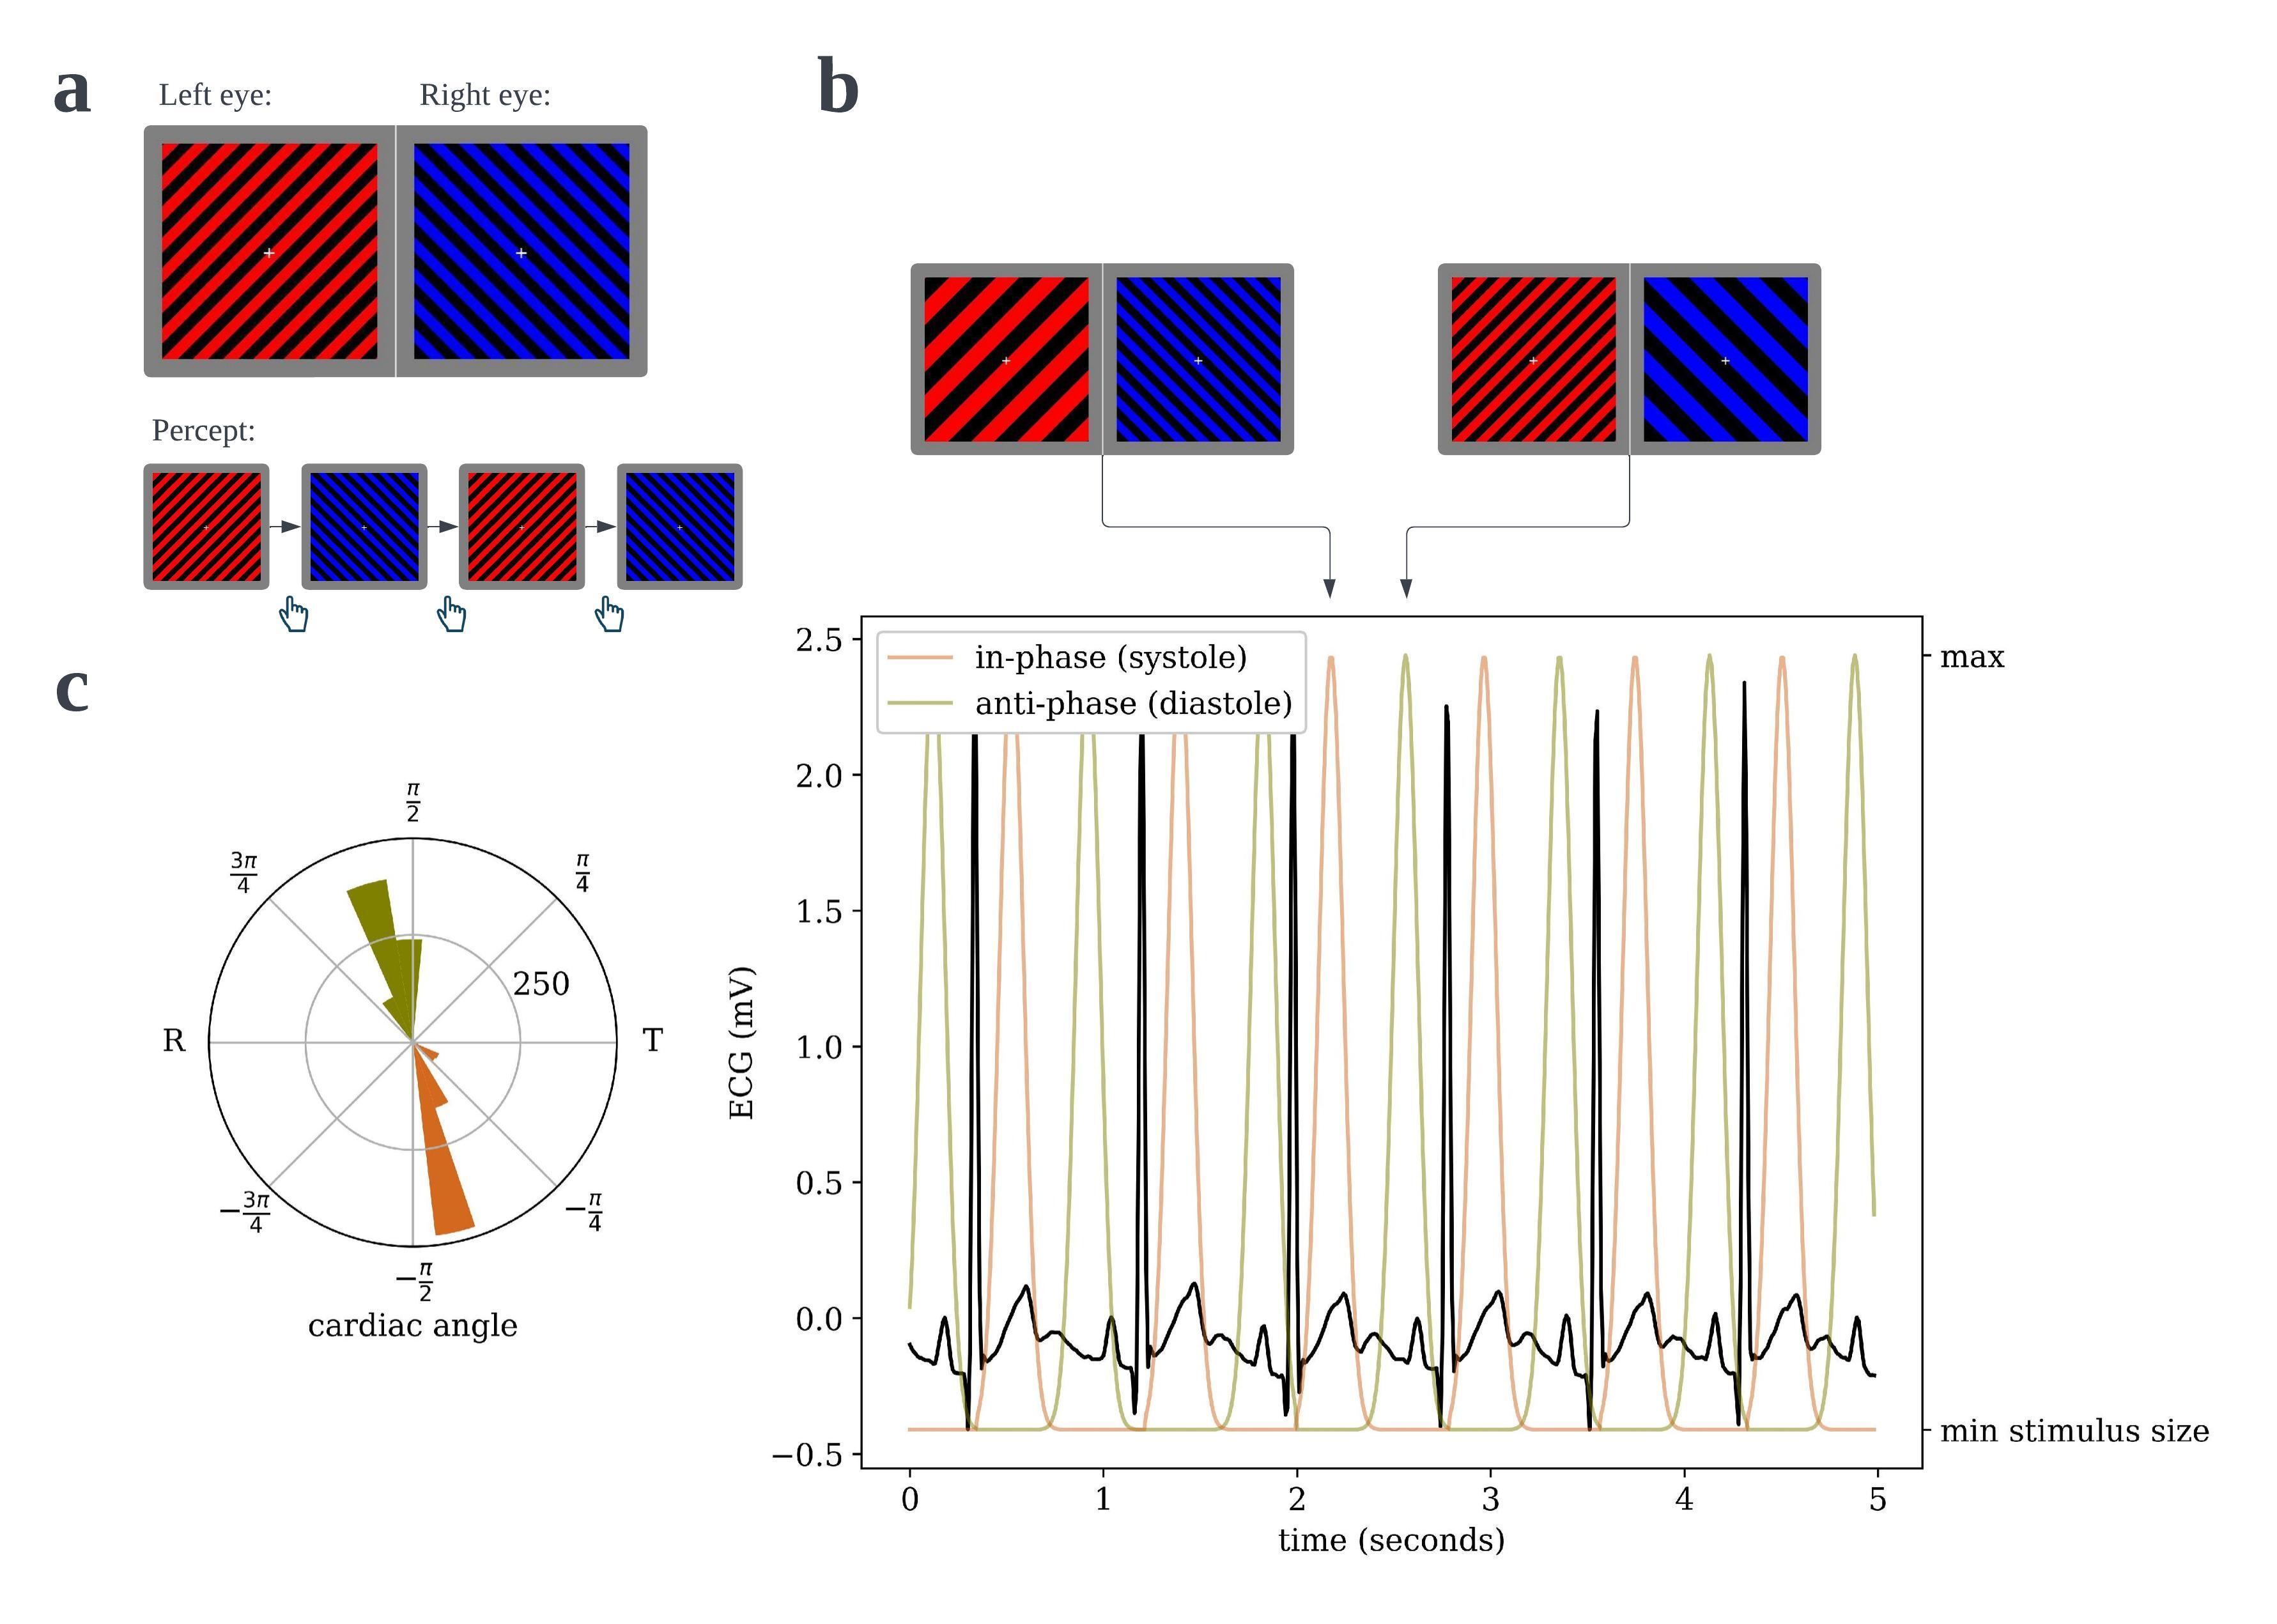 a
Left eye: Right eye:
Percept:
b
2.5
2.0
1.5
1.0
0.5
0.0
−0.5
ECG (mV)
in-phase (systole)
anti-phase (diastole)
max
min stimulus size
0 1 2 3 4 5
time (seconds)
c
π/2
3π/4 π/4
250
R T
−3π/4 −π/4
−π/2
cardiac angle